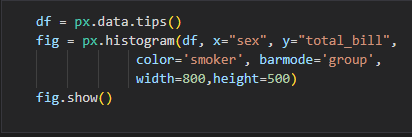 df = px.data.tips()
fig = px.histogram(df, x="sex", y="total_bill",
color='smoker', barmode='group',
width=800,height=500)
fig.show()